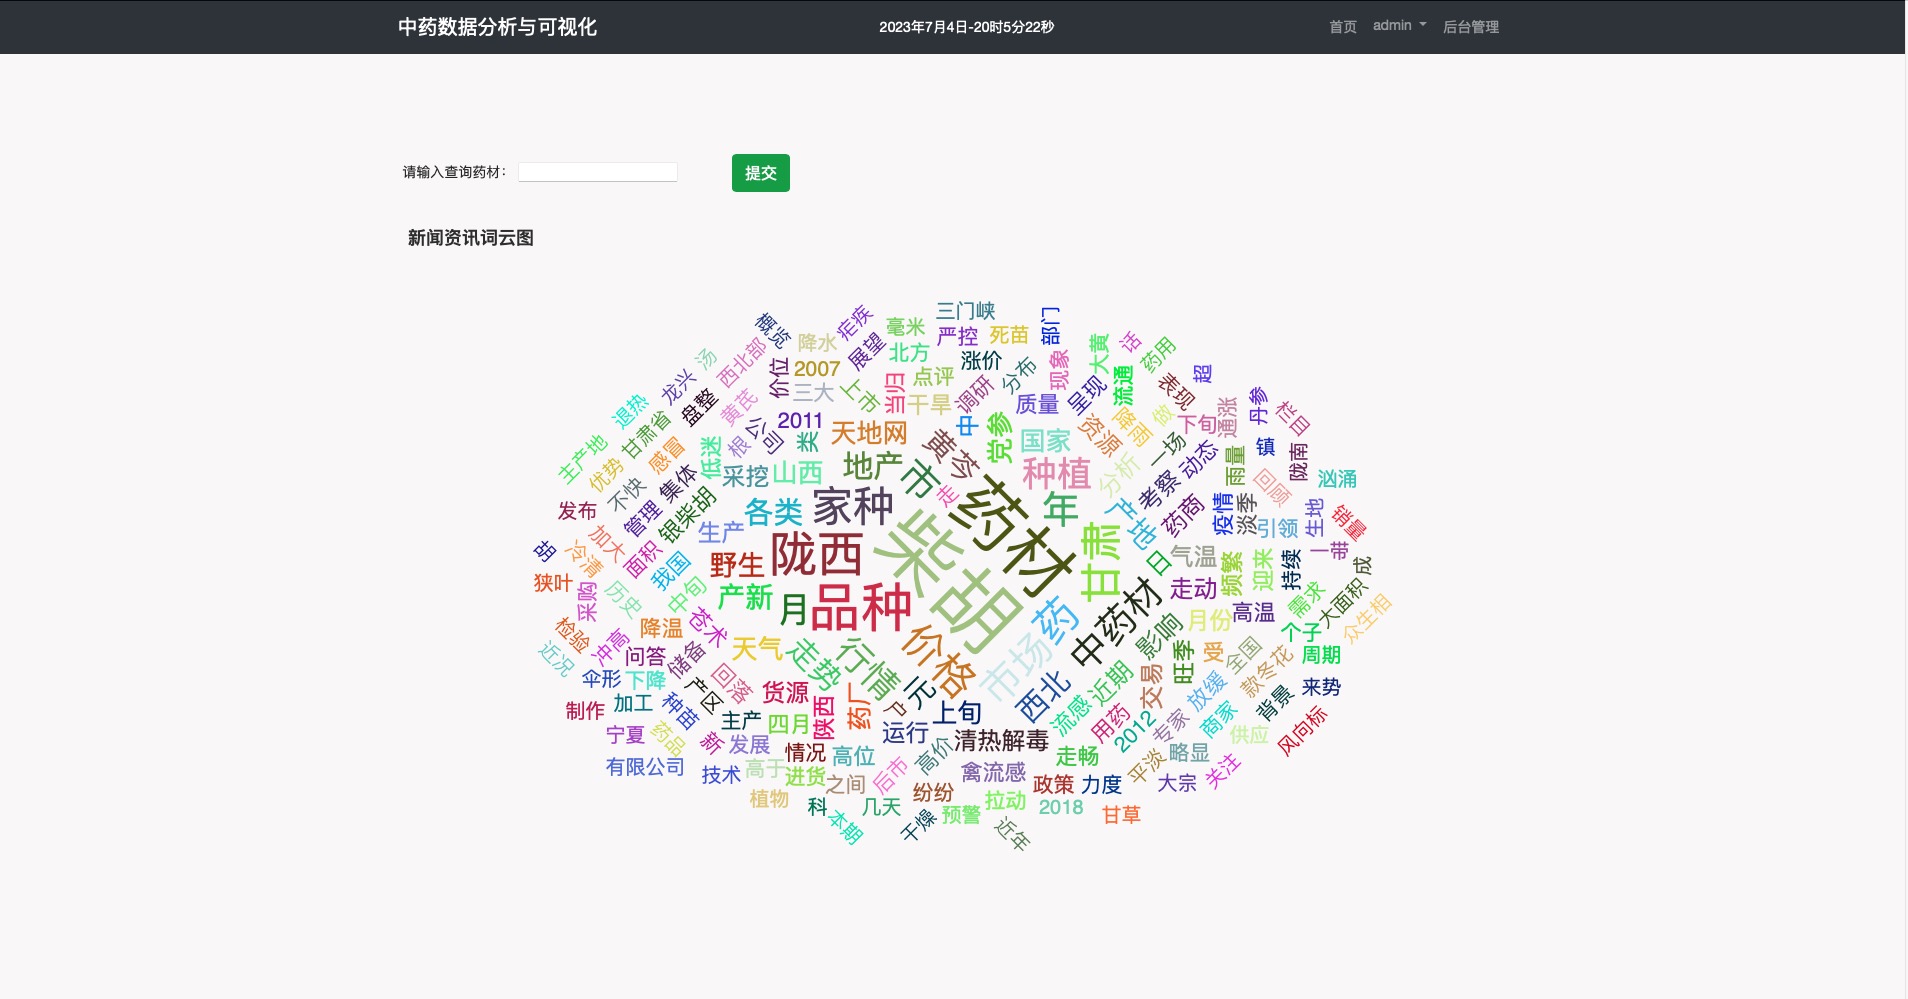 中药数据分析与可视化
2023年7月4日-20时5分22秒
首页
admin
后台管理
请输入查询药材：
提交
新闻资讯词云图
三门峡
部门
疟疾
毫米
严控
死苗
概览
降水
展望
北方
涨价
现象
大黄
话
药用
汤
西北部
价位
2007
点评
分布
超
龙兴
三大
上市
当归
干旱
调研
质量
呈现
流通
表现
丹参
栏目
退热
盘整
黄芪
公司
2011
中
党参
资源
降雨
做
下旬
通涨
甘肃省
根
类
天地网
黄芩
国家
一场
动态
镇
陇南
主产地
优势
感冒
低迷
采挖
山西
地产
市
走
种植
分析
考察
雨量
回顾
汹涌
不快
集体
发布
管理
银柴胡
生产
各类
家种
药材
年
产地
药商
疫情
淡季
引领
生地
销量
胡
冷清
加大
面积
我国
野生
陇西
柴胡
甘肃
日
气温
频繁
迎来
持续
一带
成
狭叶
采购
历史
中旬
产新
月
品种
药
中药材
走动
高温
需求
大面积
众生相
检验
冲高
降温
苍术
天气
走势
行情
价格
市场
影响
月份
个子
近况
问答
储备
旺季
受
全国
周期
伞形
下降
产区
回落
货源
陕西
药厂
户
元
上旬
西北
近期
交易
放缓
款冬花
来势
制作
加工
种苗
主产
四月
运行
流感
用药
2012
专家
商家
背景
风向标
宁夏
药品
新
发展
情况
高位
高价
清热解毒
走畅
略显
供应
有限公司
技术
高于
进货
之间
后市
禽流感
政策
力度
平淡
大宗
关注
植物
科
几天
纷纷
拉动
2018
本期
干燥
预警
近年
甘草